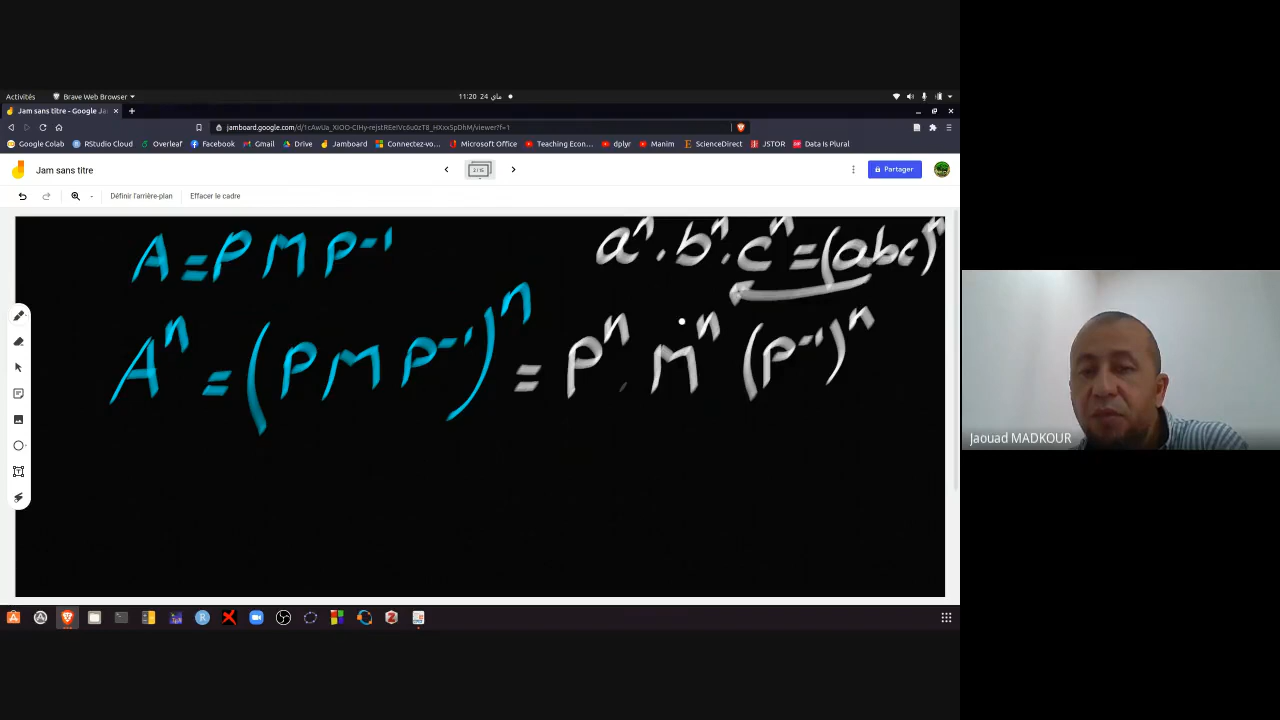 Activités
Brave Web Browser
11:20 24 ماي
Jam sans titre - Google Ja
Google Colab
RStudio Cloud
Overleaf
Facebook
Gmail
Drive
Jamboard
Connectez-vo...
Microsoft Office
Teaching Econ...
dplyr
Manim
ScienceDirect
JSTOR
Data Is Plural
Jam sans titre
2 / 15
Partager
Définir l'arrière-plan
Effacer le cadre
A = P M P⁻¹
aⁿ . bⁿ . cⁿ = (abc)ⁿ
Aⁿ = (P M P⁻¹)ⁿ = Pⁿ . Mⁿ (P⁻¹)ⁿ
Jaouad MADKOUR